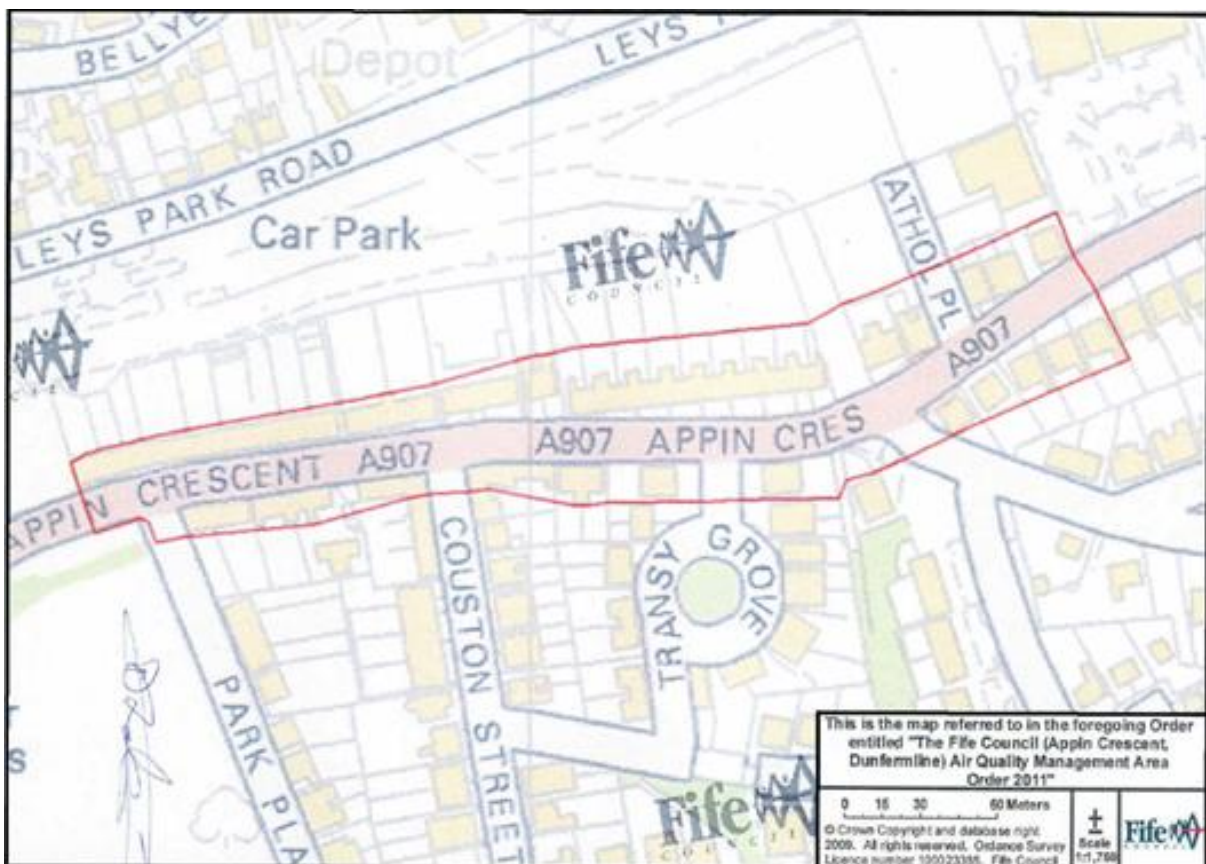 BELLYE
Depot
LEYS
LEYS PARK ROAD
Car Park
Fife
COUNCIL
ATHOL PL
A907
APPIN CRESCENT A907
A907 APPIN CRES
COUSTON STREET
TRANSY GROVE
PARK PLA
S
Fife
This is the map referred to in the foregoing Order
entitled "The Fife Council (Appin Crescent,
Dunfermline) Air Quality Management Area
Order 2011"
0 15 30 60 Meters
© Crown Copyright and database right
2009. All rights reserved. Ordance Survey
Licence number 100023385. Fife Council
±
Scale
1:1,750
Fife